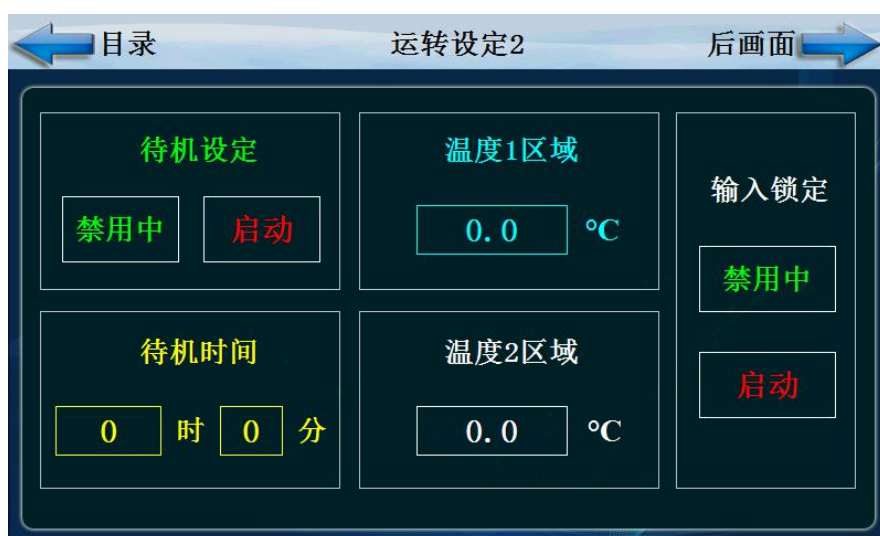 目录
运转设定2
后画面
待机设定
禁用中 启动
温度1区域
0.0 °C
输入锁定
禁用中
启动
待机时间
0 时 0 分
温度2区域
0.0 °C